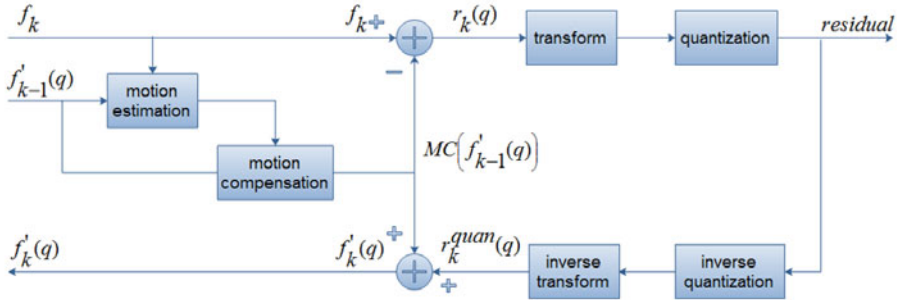 f_k f_k + r_k(q) transform quantization residual
−
f'_{k-1}(q) motion estimation
motion compensation MC(f'_{k-1}(q))
f'_k(q) f'_k(q) + r_k^{quan}(q) inverse transform inverse quantization
+